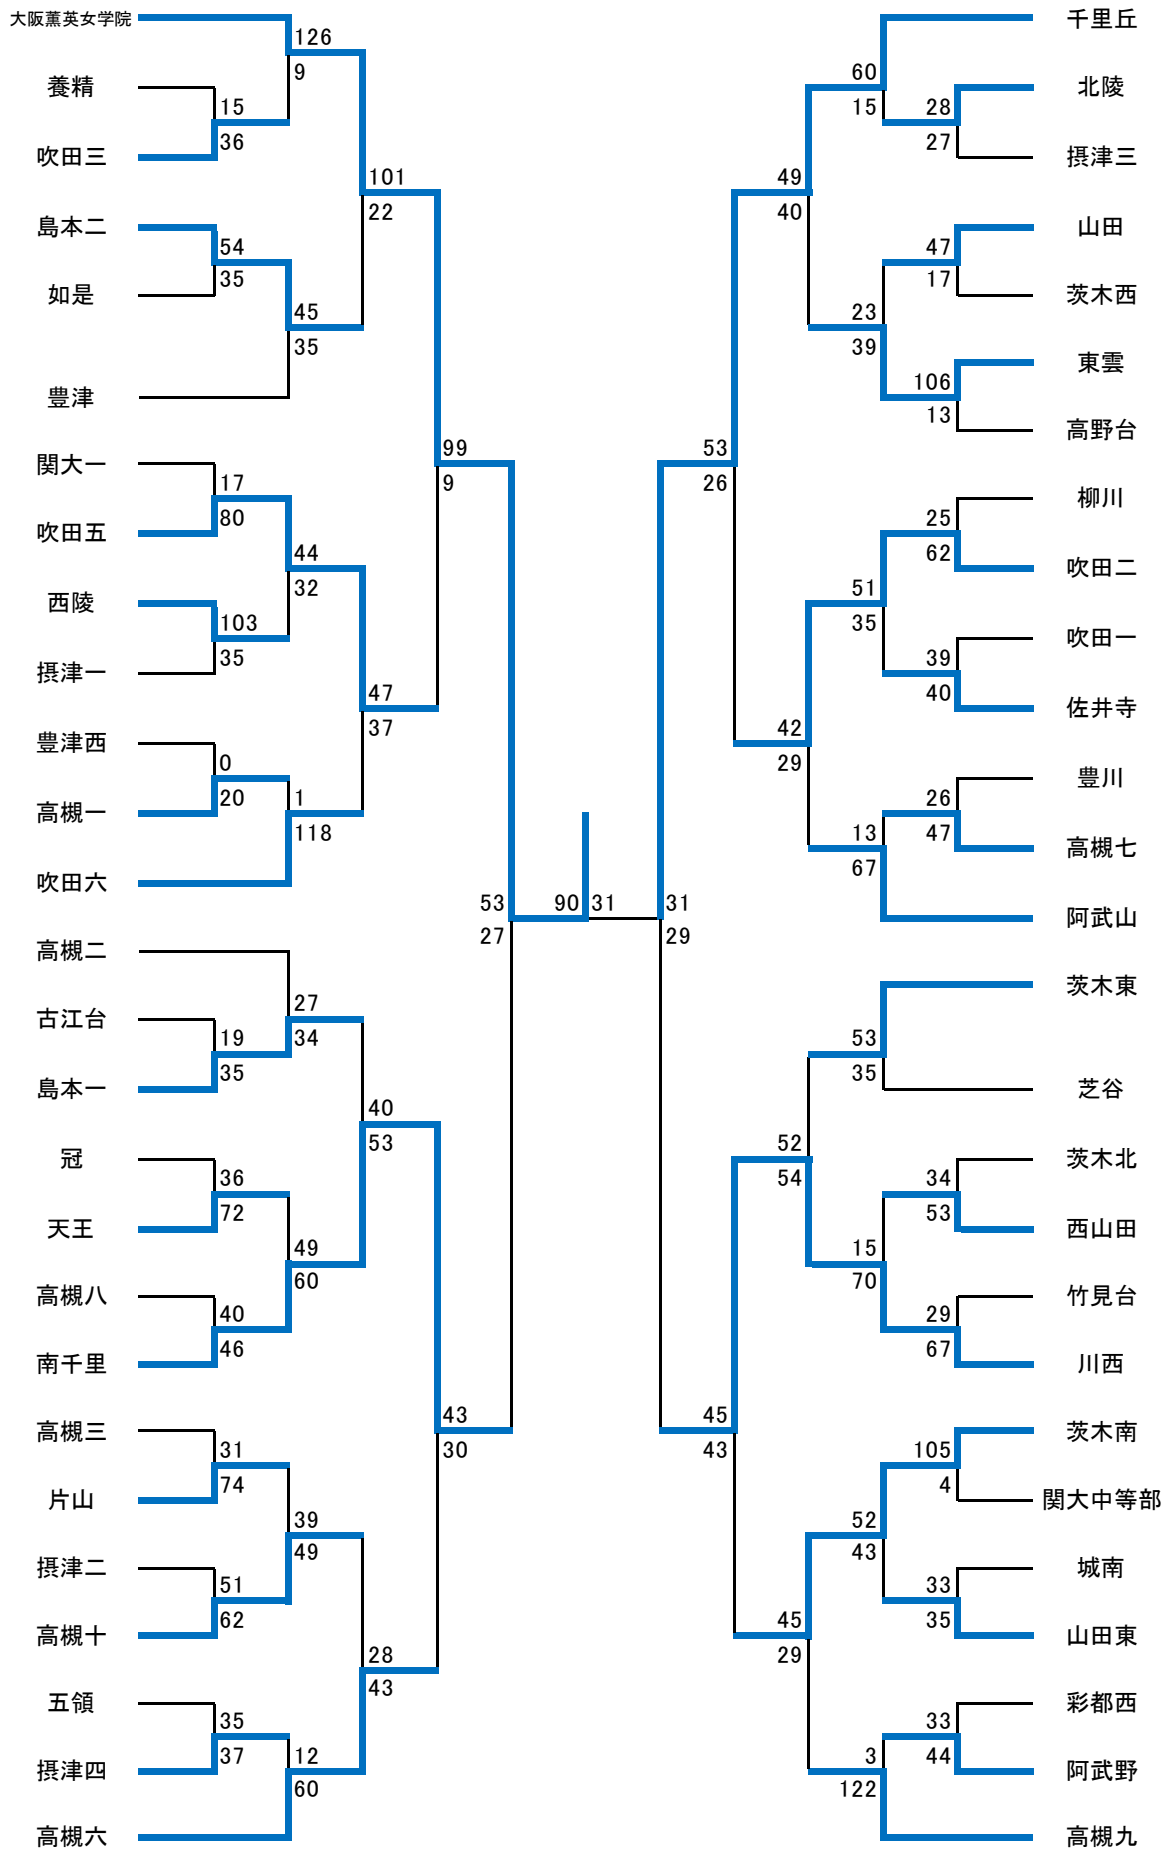 大阪薫英女学院
126
9
養精
15
36
吹田三
101
22
島本二
54
35
如是
45
35
豊津
99
9
関大一
17
80
吹田五
44
32
西陵
103
35
摂津一
47
37
豊津西
0
20
高槻一
1
118
吹田六
53
27
90
31
高槻二
27
34
古江台
19
35
島本一
40
53
冠
36
72
天王
49
60
高槻八
40
46
南千里
43
30
高槻三
31
74
片山
39
49
摂津二
51
62
高槻十
28
43
五領
35
37
摂津四
12
60
高槻六
千里丘
60
15
北陵
28
27
摂津三
49
40
山田
47
17
茨木西
23
39
東雲
106
13
高野台
53
26
柳川
25
62
吹田二
51
35
吹田一
39
40
佐井寺
42
29
豊川
26
47
高槻七
13
67
阿武山
31
29
茨木東
53
35
芝谷
52
54
茨木北
34
53
西山田
15
70
竹見台
29
67
川西
45
43
茨木南
105
4
関大中等部
52
43
城南
33
35
山田東
45
29
彩都西
33
44
阿武野
3
122
高槻九